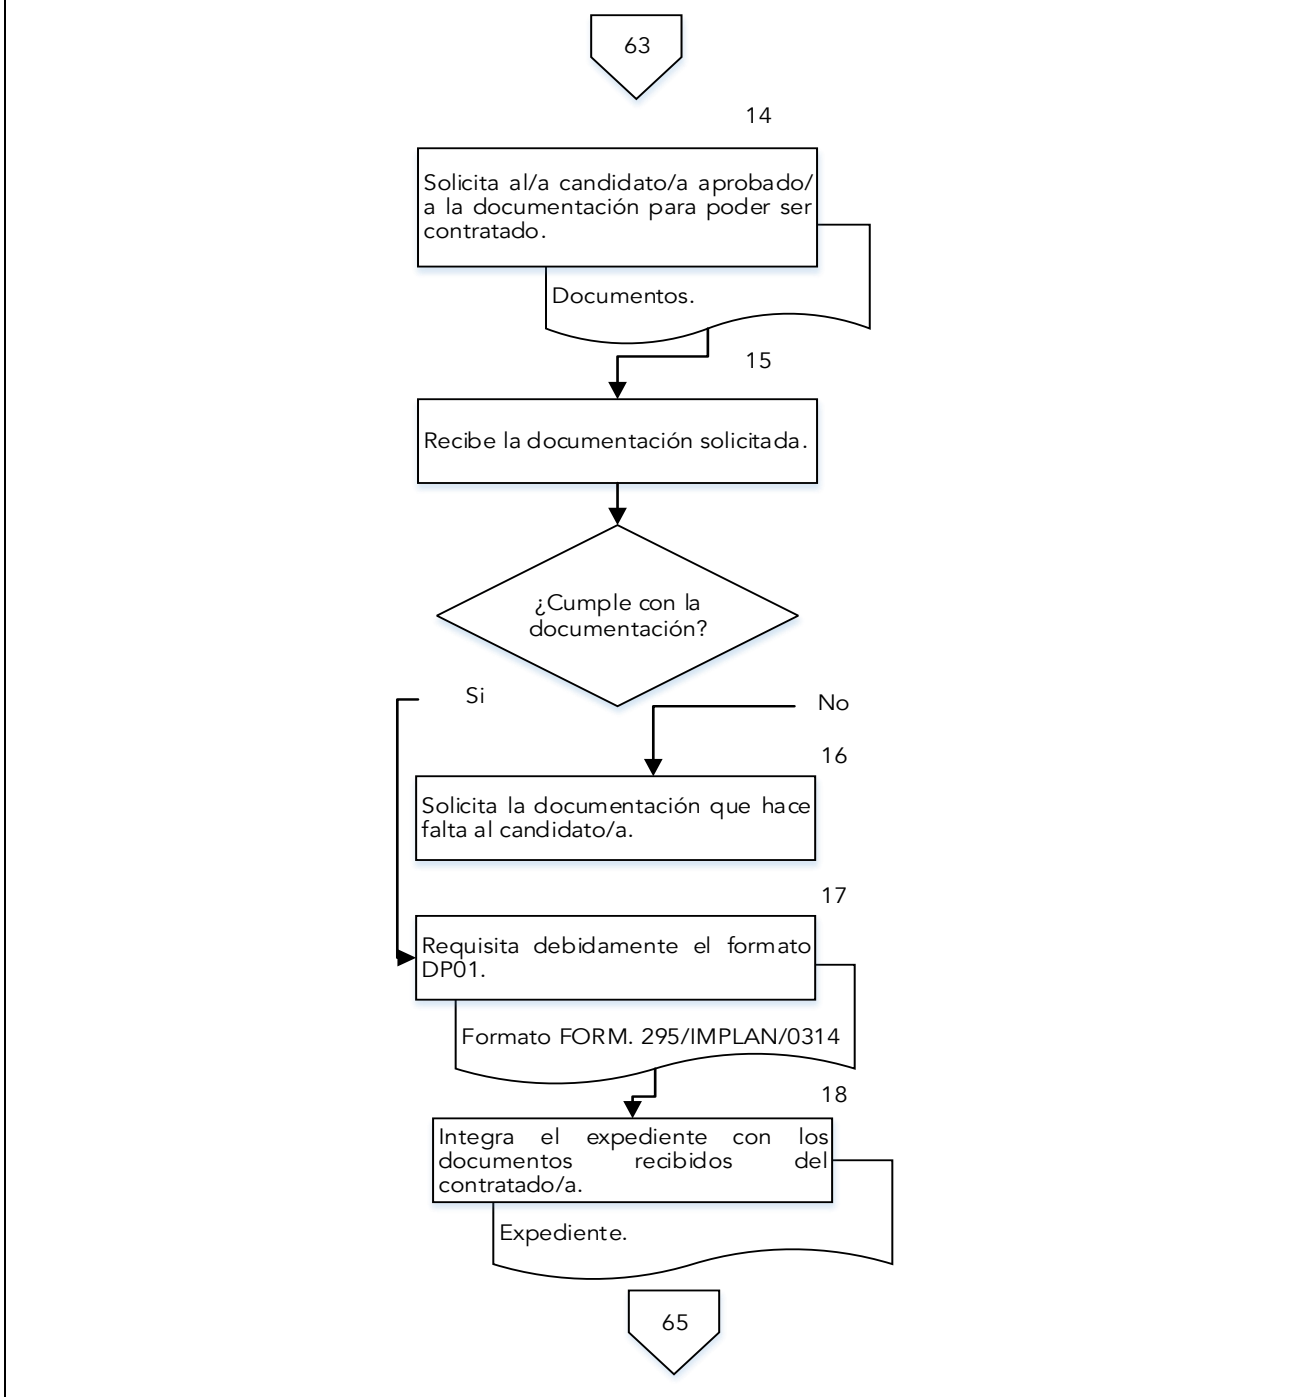 63
14
Solicita al/a candidato/a aprobado/
a la documentación para poder ser
contratado.
Documentos.
15
Recibe la documentación solicitada.
¿Cumple con la
documentación?
Si
No
16
Solicita la documentación que hace
falta al candidato/a.
17
Requisita debidamente el formato
DP01.
Formato FORM. 295/IMPLAN/0314
18
Integra el expediente con los
documentos recibidos del
contratado/a.
Expediente.
65